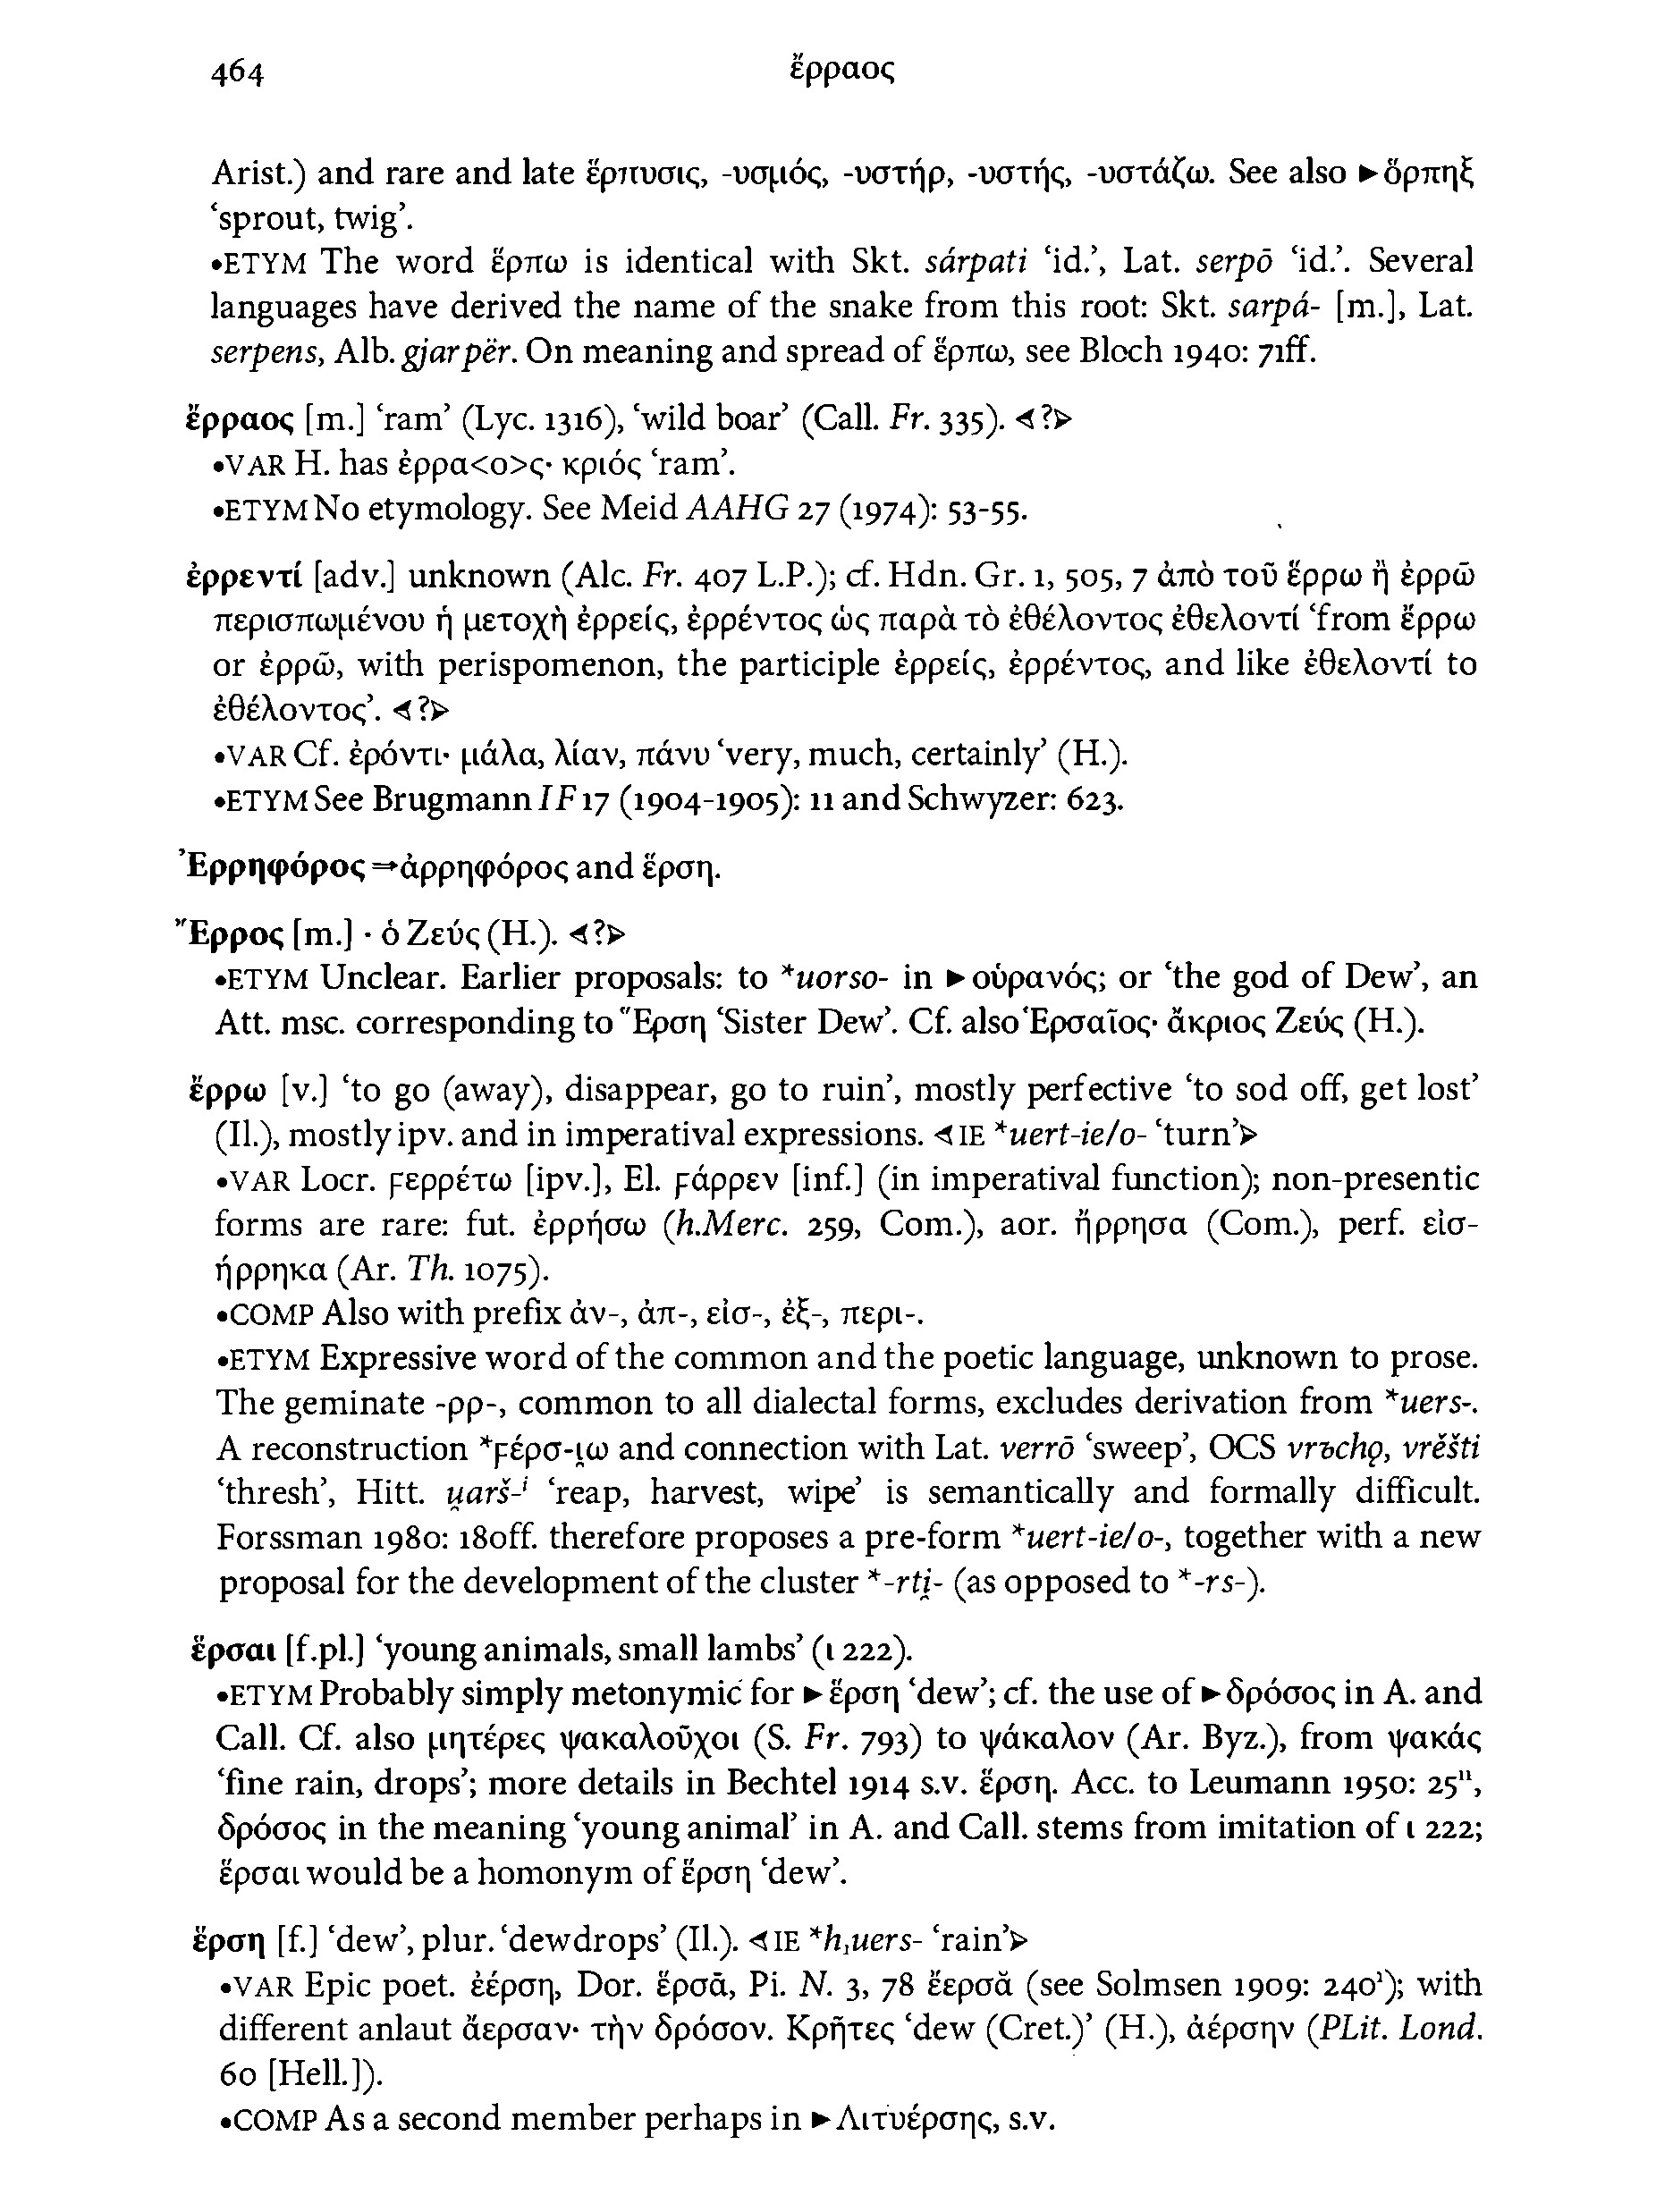 464 ἔρραος
Arist.) and rare and late ἕρπυσις, -υσμός, -υστήρ, -υστής, -υστάζω. See also ►ὄρπηξ
‘sprout, twig’.
•ETYM The word ἕρπω is identical with Skt. sárpati ‘id.’, Lat. serpō ‘id.’. Several
languages have derived the name of the snake from this root: Skt. sarpá- [m.], Lat.
serpens, Alb. gjarpër. On meaning and spread of ἕρπω, see Bloch 1940: 71ff.
ἔρραος [m.] ‘ram’ (Lyc. 1316), ‘wild boar’ (Call. Fr. 335). ◄?►
•VAR H. has ἐρρα<ο>ς· κριός ‘ram’.
•ETYM No etymology. See Meid AAHG 27 (1974): 53-55.
ἐρρεντί [adv.] unknown (Alc. Fr. 407 L.P.); cf. Hdn. Gr. 1, 505, 7 ἀπὸ τοῦ ἔρρω ἢ ἐρρῶ
περισπωμένου ἡ μετοχὴ ἐρρείς, ἐρρέντος ὡς παρὰ τὸ ἐθέλοντος ἐθελοντί ‘from ἔρρω
or ἐρρῶ, with perispomenon, the participle ἐρρείς, ἐρρέντος, and like ἐθελοντί to
ἐθέλοντος’. ◄?►
•VAR Cf. ἐρόντι· μάλα, λίαν, πάνυ ‘very, much, certainly’ (H.).
•ETYM See Brugmann IF 17 (1904-1905): 11 and Schwyzer: 623.
Ἐρρηφόρος ⇒ἀρρηφόρος and ἕρση.
Ἔρρος [m.] · ὁ Ζεύς (H.). ◄?►
•ETYM Unclear. Earlier proposals: to *uorso- in ►οὐρανός; or ‘the god of Dew’, an
Att. msc. corresponding to Ἕρση ‘Sister Dew’. Cf. also Ἐρσαῖος· ἄκριος Ζεύς (H.).
ἔρρω [v.] ‘to go (away), disappear, go to ruin’, mostly perfective ‘to sod off, get lost’
(Il.), mostly ipv. and in imperatival expressions. ◄IE *uert-ie/o- ‘turn’►
•VAR Locr. ϝερρέτω [ipv.], El. ϝάρρεν [inf.] (in imperatival function); non-presentic
forms are rare: fut. ἐρρήσω (h.Merc. 259, Com.), aor. ἤρρησα (Com.), perf. εἰσ-
ήρρηκα (Ar. Th. 1075).
•COMP Also with prefix ἀν-, ἀπ-, εἰσ-, ἐξ-, περι-.
•ETYM Expressive word of the common and the poetic language, unknown to prose.
The geminate -ρρ-, common to all dialectal forms, excludes derivation from *uers-.
A reconstruction *ϝέρσ-ι̯ω and connection with Lat. verrō ‘sweep’, OCS vrъchǫ, vrěšti
‘thresh’, Hitt. u̯arš-ⁱ ‘reap, harvest, wipe’ is semantically and formally difficult.
Forssman 1980: 180ff. therefore proposes a pre-form *uert-ie/o-, together with a new
proposal for the development of the cluster *-rti̯- (as opposed to *-rs-).
ἔρσαι [f.pl.] ‘young animals, small lambs’ (ι 222).
•ETYM Probably simply metonymic for ►ἕρση ‘dew’; cf. the use of ►δρόσος in A. and
Call. Cf. also μητέρες ψακαλοῦχοι (S. Fr. 793) to ψάκαλον (Ar. Byz.), from ψακάς
‘fine rain, drops’; more details in Bechtel 1914 s.v. ἕρση. Acc. to Leumann 1950: 25¹¹,
δρόσος in the meaning ‘young animal’ in A. and Call. stems from imitation of ι 222;
ἔρσαι would be a homonym of ἕρση ‘dew’.
ἕρση [f.] ‘dew’, plur. ‘dewdrops’ (Il.). ◄IE *h₁uers- ‘rain’►
•VAR Epic poet. ἐέρση, Dor. ἕρσᾱ, Pi. N. 3, 78 ἔερσᾰ (see Solmsen 1909: 240¹); with
different anlaut ἄερσαν· τὴν δρόσον. Κρῆτες ‘dew (Cret.)’ (H.), ἀέρσην (PLit. Lond.
60 [Hell.]).
•COMP As a second member perhaps in ►Λιτυέρσης, s.v.